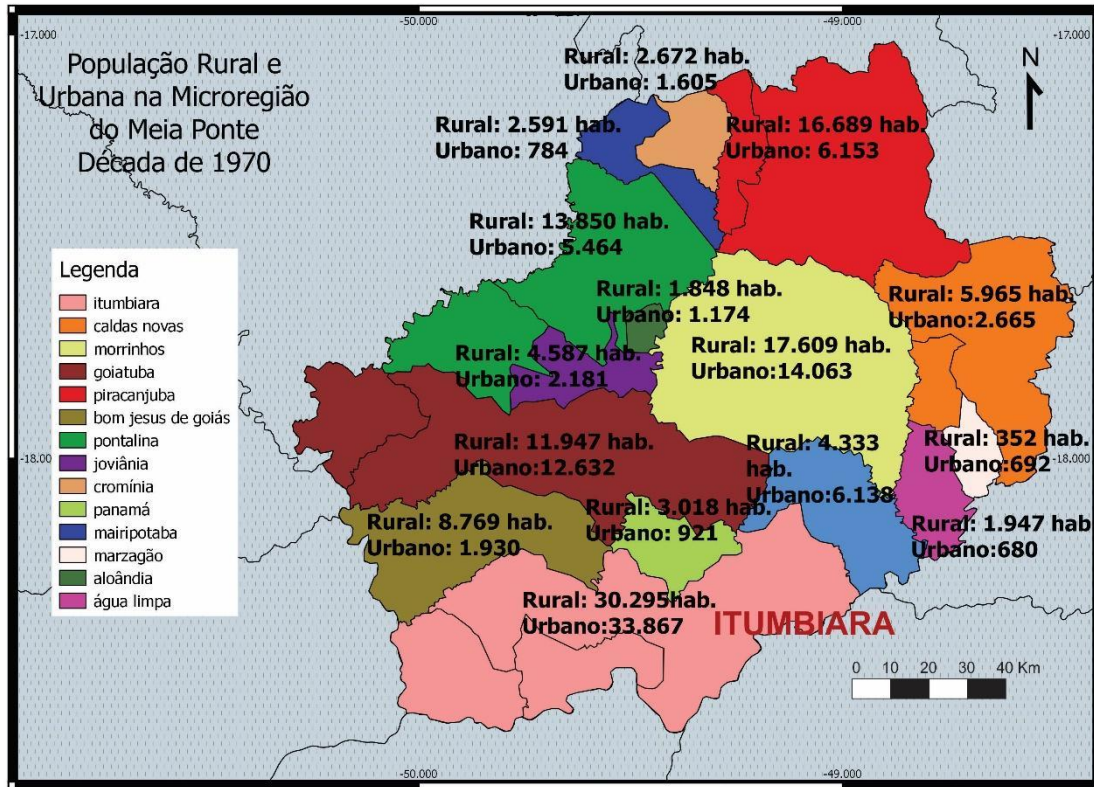 -50.000
-49.000
-17.000
-17.000
População Rural e
Urbana na Microregião
do Meia Ponte
Década de 1970
N
Rural: 2.672 hab.
Urbano: 1.605
Rural: 2.591 hab.
Urbano: 784
Rural: 16.689 hab.
Urbano: 6.153
Rural: 13.850 hab.
Urbano: 5.464
Rural: 1.848 hab.
Urbano: 1.174
Rural: 5.965 hab.
Urbano:2.665
Rural: 4.587 hab.
Urbano: 2.181
Rural: 17.609 hab.
Urbano:14.063
Rural: 11.947 hab.
Urbano:12.632
Rural: 4.333
hab.
Urbano:6.138
Rural: 352 hab.
Urbano:692
-18.000
-18.000
Rural: 8.769 hab.
Urbano: 1.930
Rural: 3.018 hab.
Urbano: 921
Rural: 1.947 hab
Urbano:680
Rural: 30.295hab.
Urbano:33.867
ITUMBIARA
Legenda
itumbiara
caldas novas
morrinhos
goiatuba
piracanjuba
bom jesus de goiás
pontalina
joviânia
cromínia
panamá
mairipotaba
marzagão
aloândia
água limpa
0 10 20 30 40 Km
-50.000
-49.000